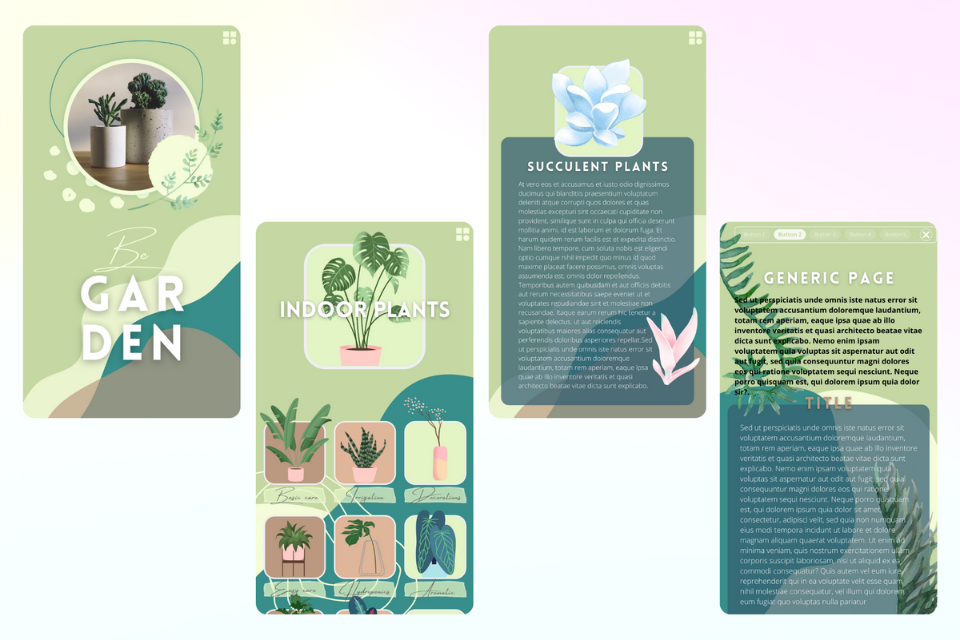 Be
GAR
DEN
INDOOR PLANTS
Basic care
Irrigation
Decorations
Easy care
Hydroponics
Aromatic
SUCCULENT PLANTS
At vero eos et accusamus et iusto odio dignissimos
ducimus qui blanditiis praesentium voluptatum
deleniti atque corrupti quos dolores et quas
molestias excepturi sint occaecati cupiditate non
provident, similique sunt in culpa qui officia deserunt
mollitia animi, id est laborum et dolorum fuga. Et
harum quidem rerum facilis est et expedita distinctio.
Nam libero tempore, cum soluta nobis est eligendi
optio cumque nihil impedit quo minus id quod
maxime placeat facere possimus, omnis voluptas
assumenda est, omnis dolor repellendus.
Temporibus autem quibusdam et aut officiis debitis
aut rerum necessitatibus saepe eveniet ut et
voluptates repudiandae sint et molestiae non
recusandae. Itaque earum rerum hic tenetur a
sapiente delectus, ut aut reiciendis
voluptatibus maiores alias consequatur aut
perferendis doloribus asperiores repellat.Sed
ut perspiciatis unde omnis iste natus error sit
voluptatem accusantium doloremque
laudantium, totam rem aperiam, eaque ipsa
quae ab illo inventore veritatis et quasi
architecto beatae vitae dicta sunt explicabo.
Button 1 Button 2 Button 3 Button 4 Button 5
GENERIC PAGE
Sed ut perspiciatis unde omnis iste natus error sit
voluptatem accusantium doloremque laudantium,
totam rem aperiam, eaque ipsa quae ab illo
inventore veritatis et quasi architecto beatae vitae
dicta sunt explicabo. Nemo enim ipsam
voluptatem quia voluptas sit aspernatur aut odit
aut fugit, sed quia consequuntur magni dolores
eos qui ratione voluptatem sequi nesciunt. Neque
porro quisquam est, qui dolorem ipsum quia dolor
sit?.
TITLE
Sed ut perspiciatis unde omnis iste natus error sit
voluptatem accusantium doloremque laudantium,
totam rem aperiam, eaque ipsa quae ab illo inventore
veritatis et quasi architecto beatae vitae dicta sunt
explicabo. Nemo enim ipsam voluptatem quia
voluptas sit aspernatur aut odit aut fugit, sed quia
consequuntur magni dolores eos qui ratione
voluptatem sequi nesciunt. Neque porro quisquam
est, qui dolorem ipsum quia dolor sit amet,
consectetur, adipisci velit, sed quia non numquam
eius modi tempora incidunt ut labore et dolore
magnam aliquam quaerat voluptatem. Ut enim ad
minima veniam, quis nostrum exercitationem ullam
corporis suscipit laboriosam, nisi ut aliquid ex ea
commodi consequatur? Quis autem vel eum iure
reprehenderit qui in ea voluptate velit esse quam
nihil molestiae consequatur, vel illum qui dolorem
eum fugiat quo voluptas nulla pariatur